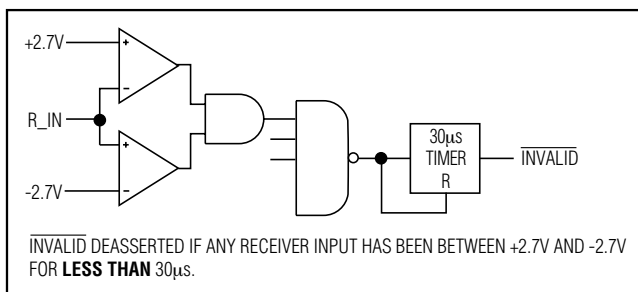 +2.7V
R_IN
-2.7V
+
-
+
-
30μs
TIMER
R
INVALID
INVALID DEASSERTED IF ANY RECEIVER INPUT HAS BEEN BETWEEN +2.7V AND -2.7V
FOR LESS THAN 30μs.